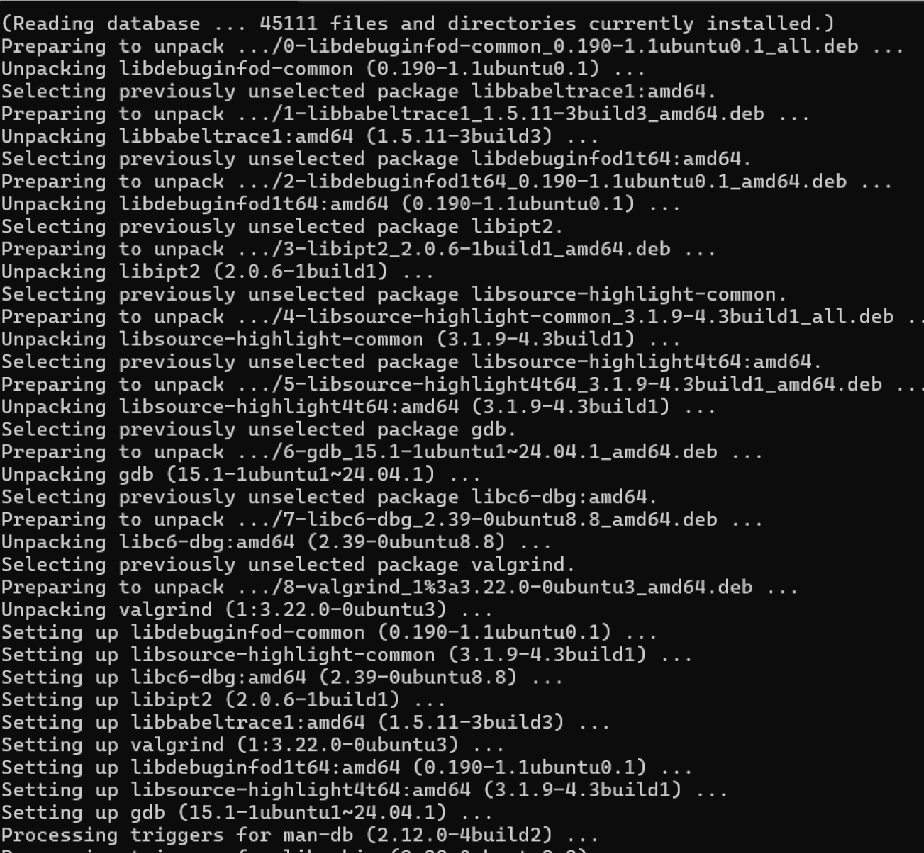 (Reading database ... 45111 files and directories currently installed.)
Preparing to unpack .../0-libdebuginfod-common_0.190-1.1ubuntu0.1_all.deb ...
Unpacking libdebuginfod-common (0.190-1.1ubuntu0.1) ...
Selecting previously unselected package libbabeltrace1:amd64.
Preparing to unpack .../1-libbabeltrace1_1.5.11-3build3_amd64.deb ...
Unpacking libbabeltrace1:amd64 (1.5.11-3build3) ...
Selecting previously unselected package libdebuginfod1t64:amd64.
Preparing to unpack .../2-libdebuginfod1t64_0.190-1.1ubuntu0.1_amd64.deb ...
Unpacking libdebuginfod1t64:amd64 (0.190-1.1ubuntu0.1) ...
Selecting previously unselected package libipt2.
Preparing to unpack .../3-libipt2_2.0.6-1build1_amd64.deb ...
Unpacking libipt2 (2.0.6-1build1) ...
Selecting previously unselected package libsource-highlight-common.
Preparing to unpack .../4-libsource-highlight-common_3.1.9-4.3build1_all.deb ..
Unpacking libsource-highlight-common (3.1.9-4.3build1) ...
Selecting previously unselected package libsource-highlight4t64:amd64.
Preparing to unpack .../5-libsource-highlight4t64_3.1.9-4.3build1_amd64.deb ...
Unpacking libsource-highlight4t64:amd64 (3.1.9-4.3build1) ...
Selecting previously unselected package gdb.
Preparing to unpack .../6-gdb_15.1-1ubuntu1~24.04.1_amd64.deb ...
Unpacking gdb (15.1-1ubuntu1~24.04.1) ...
Selecting previously unselected package libc6-dbg:amd64.
Preparing to unpack .../7-libc6-dbg_2.39-0ubuntu8.8_amd64.deb ...
Unpacking libc6-dbg:amd64 (2.39-0ubuntu8.8) ...
Selecting previously unselected package valgrind.
Preparing to unpack .../8-valgrind_1%3a3.22.0-0ubuntu3_amd64.deb ...
Unpacking valgrind (1:3.22.0-0ubuntu3) ...
Setting up libdebuginfod-common (0.190-1.1ubuntu0.1) ...
Setting up libsource-highlight-common (3.1.9-4.3build1) ...
Setting up libc6-dbg:amd64 (2.39-0ubuntu8.8) ...
Setting up libipt2 (2.0.6-1build1) ...
Setting up libbabeltrace1:amd64 (1.5.11-3build3) ...
Setting up valgrind (1:3.22.0-0ubuntu3) ...
Setting up libdebuginfod1t64:amd64 (0.190-1.1ubuntu0.1) ...
Setting up libsource-highlight4t64:amd64 (3.1.9-4.3build1) ...
Setting up gdb (15.1-1ubuntu1~24.04.1) ...
Processing triggers for man-db (2.12.0-4build2) ...